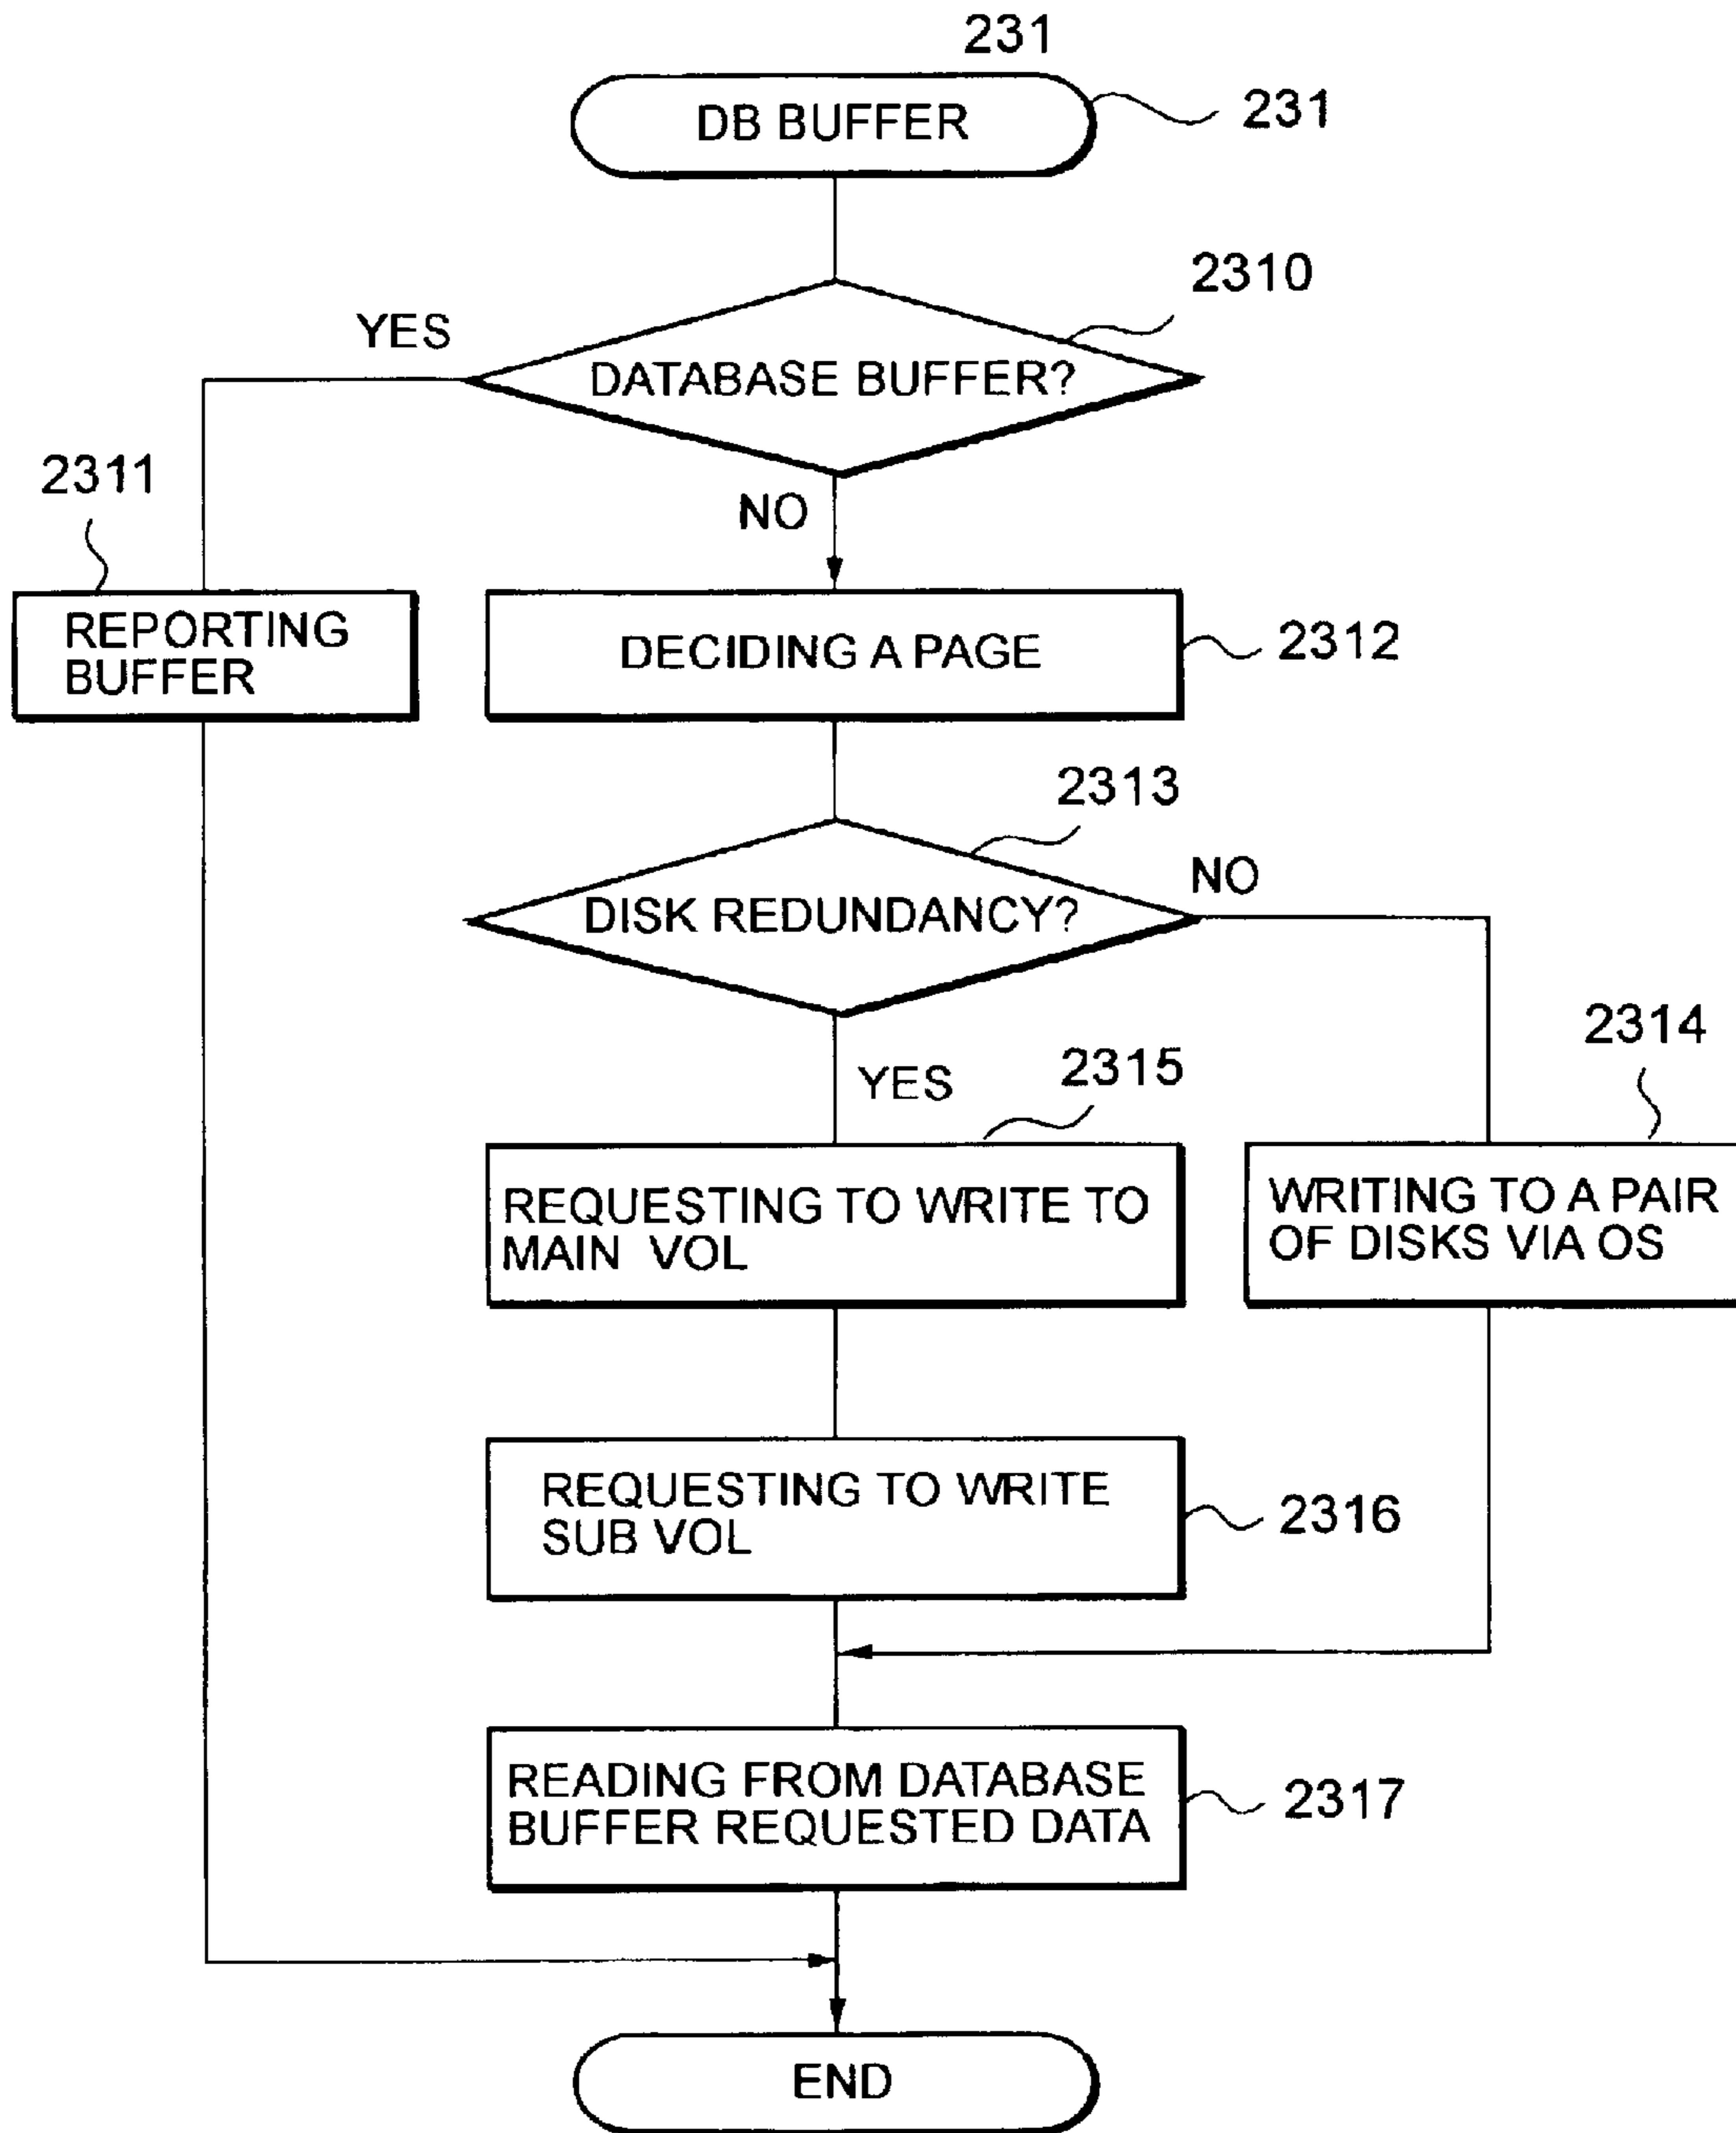 231
DB BUFFER
231
2310
YES
DATABASE BUFFER?
2311
NO
REPORTING
BUFFER
DECIDING A PAGE
2312
2313
NO
DISK REDUNDANCY?
2314
YES
2315
REQUESTING TO WRITE TO
MAIN VOL
WRITING TO A PAIR
OF DISKS VIA OS
REQUESTING TO WRITE
SUB VOL
2316
READING FROM DATABASE
BUFFER REQUESTED DATA
2317
END